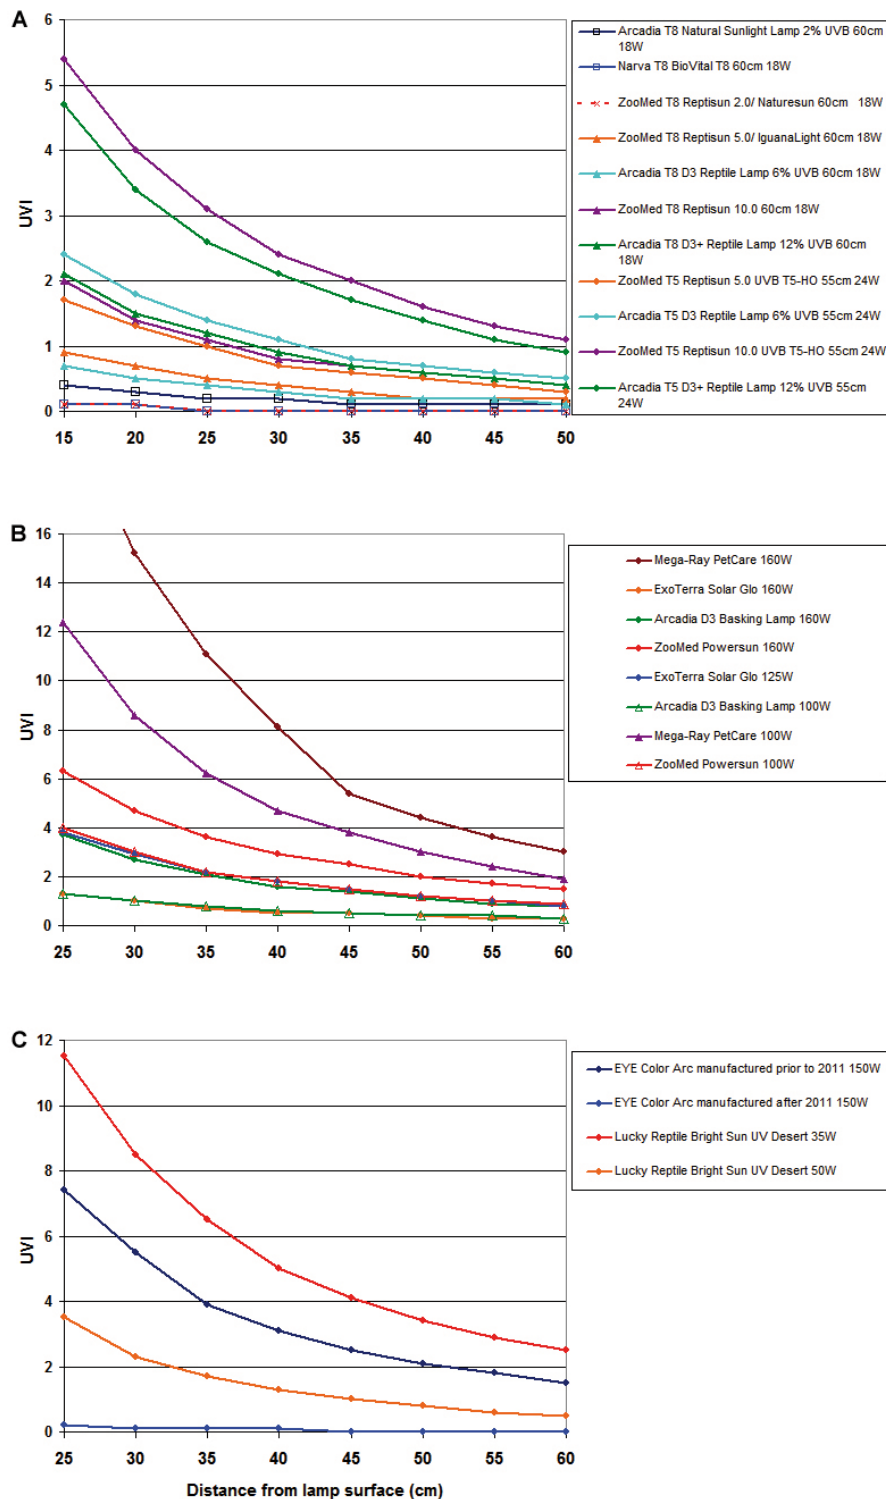 A
6
5
4
3
2
1
0
UVI
15 20 25 30 35 40 45 50
Arcadia T8 Natural Sunlight Lamp 2% UVB 60cm
18W
Narva T8 BioVital T8 60cm 18W
ZooMed T8 Reptisun 2.0/ Naturesun 60cm 18W
ZooMed T8 Reptisun 5.0/ IguanaLight 60cm 18W
Arcadia T8 D3 Reptile Lamp 6% UVB 60cm 18W
ZooMed T8 Reptisun 10.0 60cm 18W
Arcadia T8 D3+ Reptile Lamp 12% UVB 60cm
18W
ZooMed T5 Reptisun 5.0 UVB T5-HO 55cm 24W
Arcadia T5 D3 Reptile Lamp 6% UVB 55cm 24W
ZooMed T5 Reptisun 10.0 UVB T5-HO 55cm 24W
Arcadia T5 D3+ Reptile Lamp 12% UVB 55cm
24W
B
16
14
12
10
8
6
4
2
0
UVI
25 30 35 40 45 50 55 60
Mega-Ray PetCare 160W
ExoTerra Solar Glo 160W
Arcadia D3 Basking Lamp 160W
ZooMed Powersun 160W
ExoTerra Solar Glo 125W
Arcadia D3 Basking Lamp 100W
Mega-Ray PetCare 100W
ZooMed Powersun 100W
C
12
10
8
6
4
2
0
UVI
25 30 35 40 45 50 55 60
Distance from lamp surface (cm)
EYE Color Arc manufactured prior to 2011 150W
EYE Color Arc manufactured after 2011 150W
Lucky Reptile Bright Sun UV Desert 35W
Lucky Reptile Bright Sun UV Desert 50W